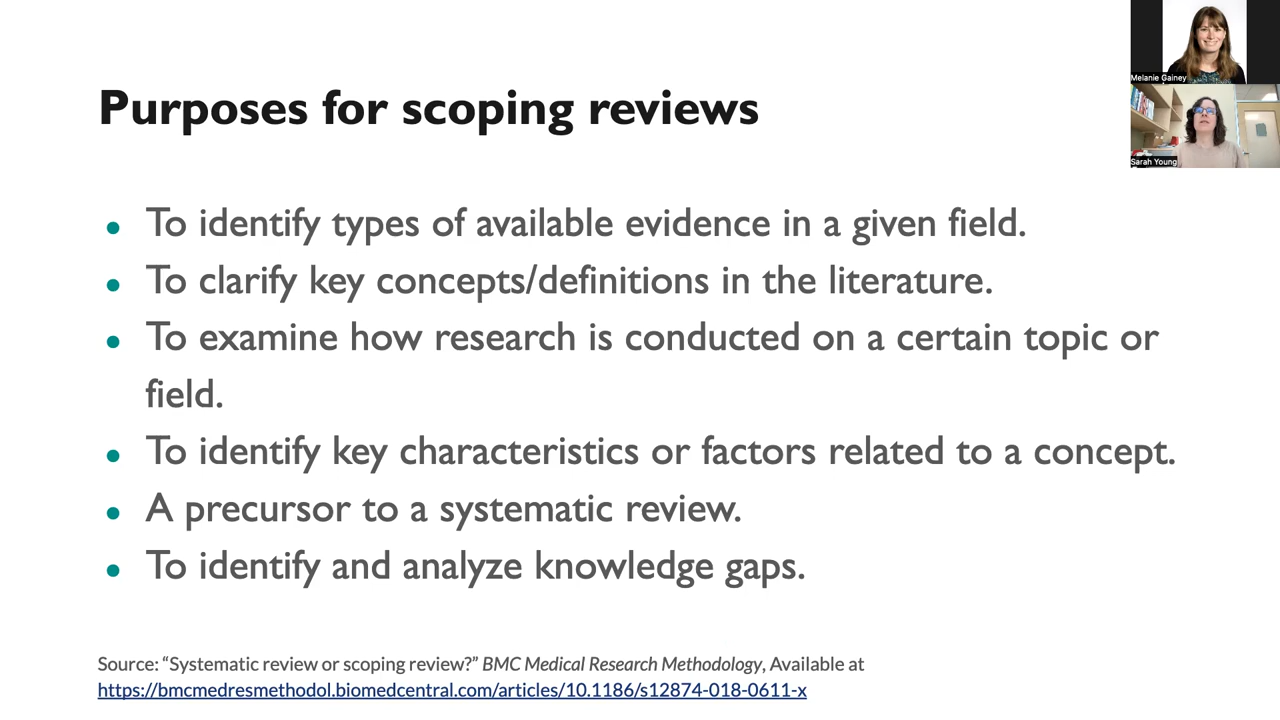 Melanie Gainey
Sarah Young
Purposes for scoping reviews
● To identify types of available evidence in a given field.
● To clarify key concepts/definitions in the literature.
● To examine how research is conducted on a certain topic or
field.
● To identify key characteristics or factors related to a concept.
● A precursor to a systematic review.
● To identify and analyze knowledge gaps.
Source: “Systematic review or scoping review?” BMC Medical Research Methodology, Available at
https://bmcmedresmethodol.biomedcentral.com/articles/10.1186/s12874-018-0611-x